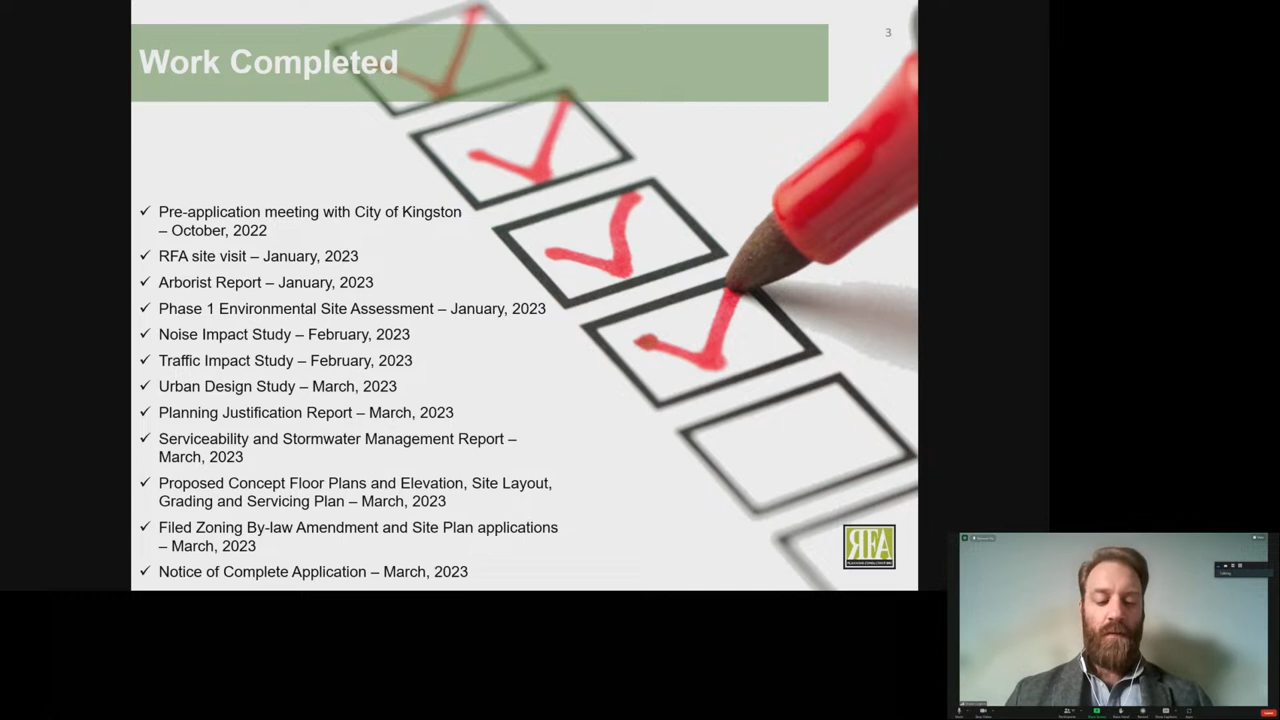 3
Work Completed
✓ Pre-application meeting with City of Kingston
– October, 2022
✓ RFA site visit – January, 2023
✓ Arborist Report – January, 2023
✓ Phase 1 Environmental Site Assessment – January, 2023
✓ Noise Impact Study – February, 2023
✓ Traffic Impact Study – February, 2023
✓ Urban Design Study – March, 2023
✓ Planning Justification Report – March, 2023
✓ Serviceability and Stormwater Management Report –
March, 2023
✓ Proposed Concept Floor Plans and Elevation, Site Layout,
Grading and Servicing Plan – March, 2023
✓ Filed Zoning By-law Amendment and Site Plan applications
– March, 2023
✓ Notice of Complete Application – March, 2023
RFA